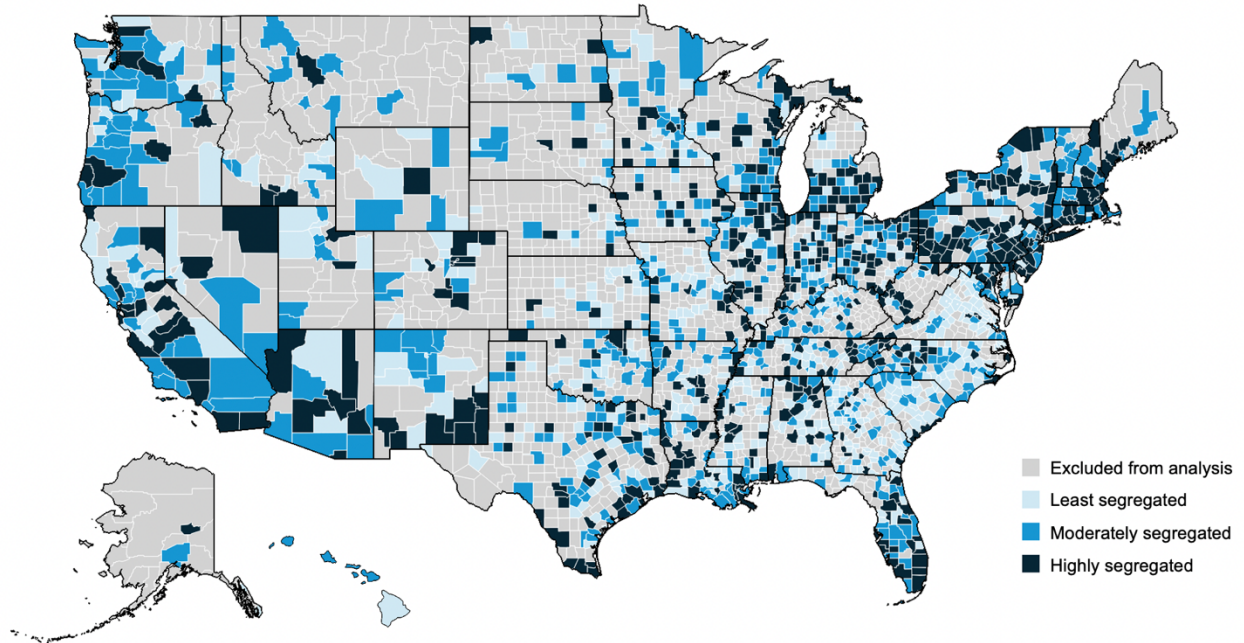 Excluded from analysis
Least segregated
Moderately segregated
Highly segregated